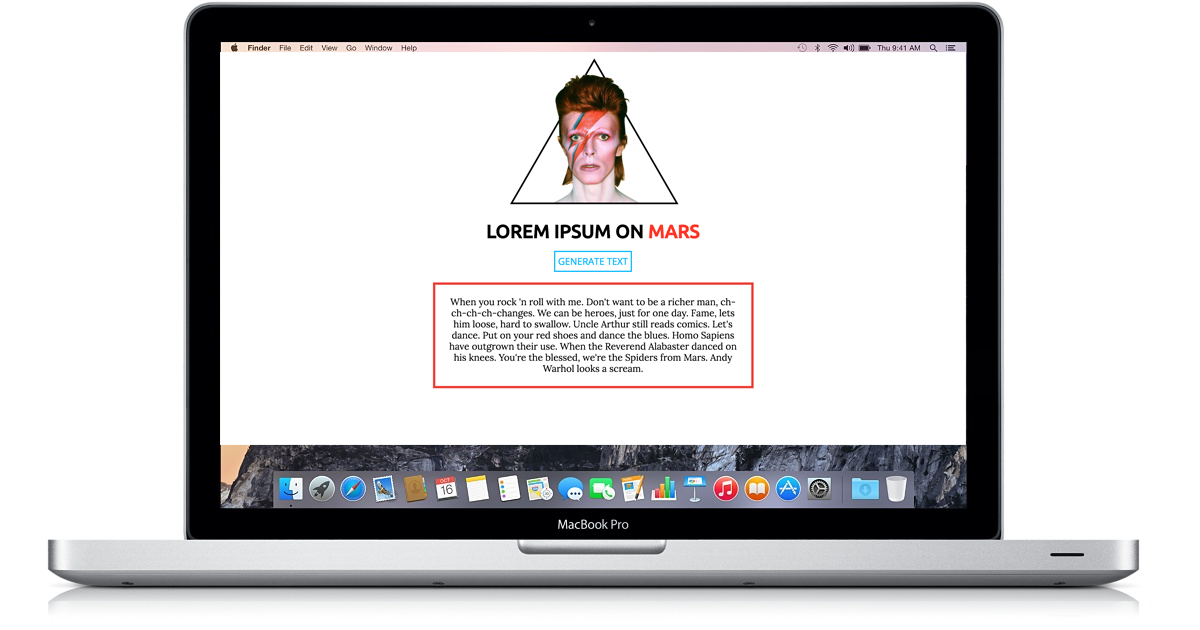 Finder File Edit View Go Window Help Thu 9:41 AM
LOREM IPSUM ON MARS
GENERATE TEXT
When you rock 'n roll with me. Don't want to be a richer man, ch-
ch-ch-ch-changes. We can be heroes, just for one day. Fame, lets
him loose, hard to swallow. Uncle Arthur still reads comics. Let's
dance. Put on your red shoes and dance the blues. Homo Sapiens
have outgrown their use. When the Reverend Alabaster danced on
his knees. You're the blessed, we're the Spiders from Mars. Andy
Warhol looks a scream.
OCT
16
MacBook Pro